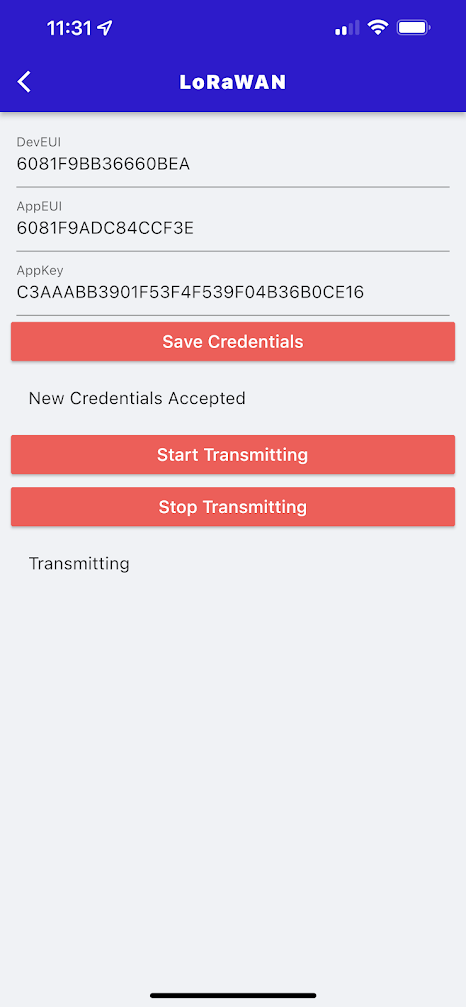 11:31
LoRaWAN
DevEUI
6081F9BB36660BEA
AppEUI
6081F9ADC84CCF3E
AppKey
C3AAABB3901F53F4F539F04B36B0CE16
Save Credentials
New Credentials Accepted
Start Transmitting
Stop Transmitting
Transmitting